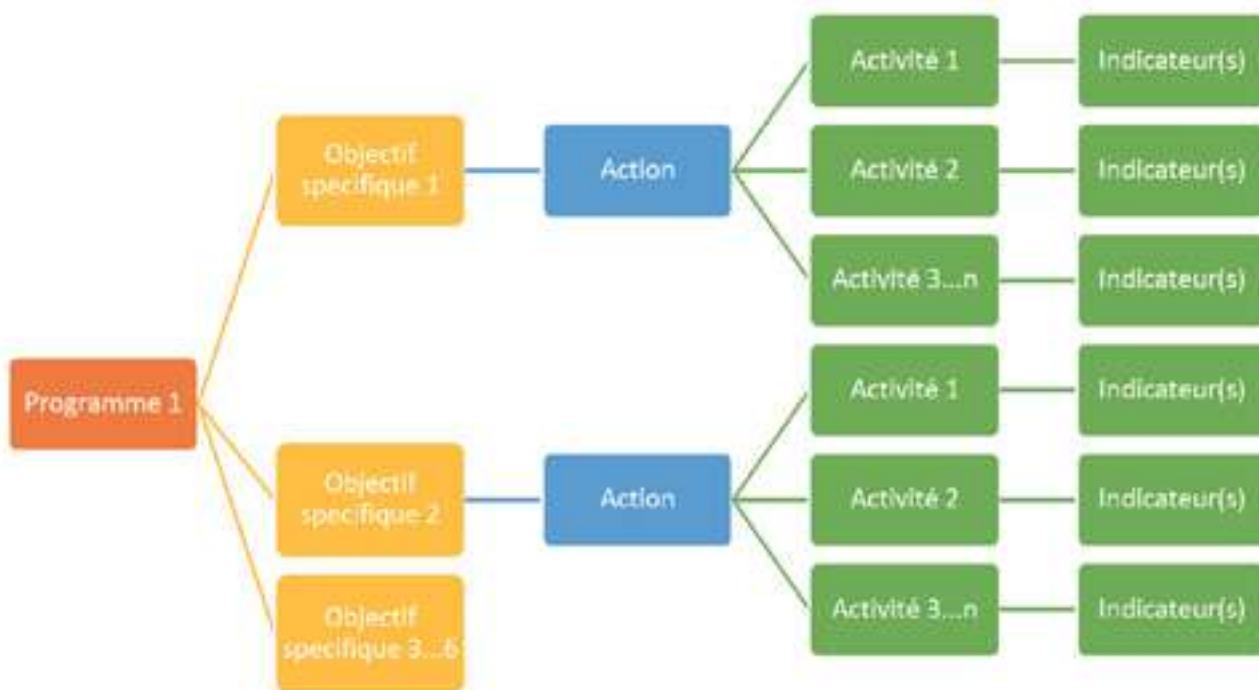 Programme 1
Objectif
specifique 1
Action
Activité 1
Indicateur(s)
Activité 2
Indicateur(s)
Activité 3...n
Indicateur(s)
Objectif
specifique 2
Action
Activité 1
Indicateur(s)
Activité 2
Indicateur(s)
Activité 3...n
Indicateur(s)
Objectif
specifique 3...6